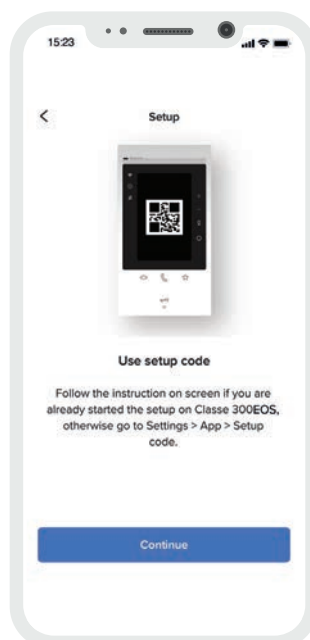 15:23
Setup
Use setup code
Follow the instruction on screen if you are
already started the setup on Classe 300EOS,
otherwise go to Settings > App > Setup
code.
Continue